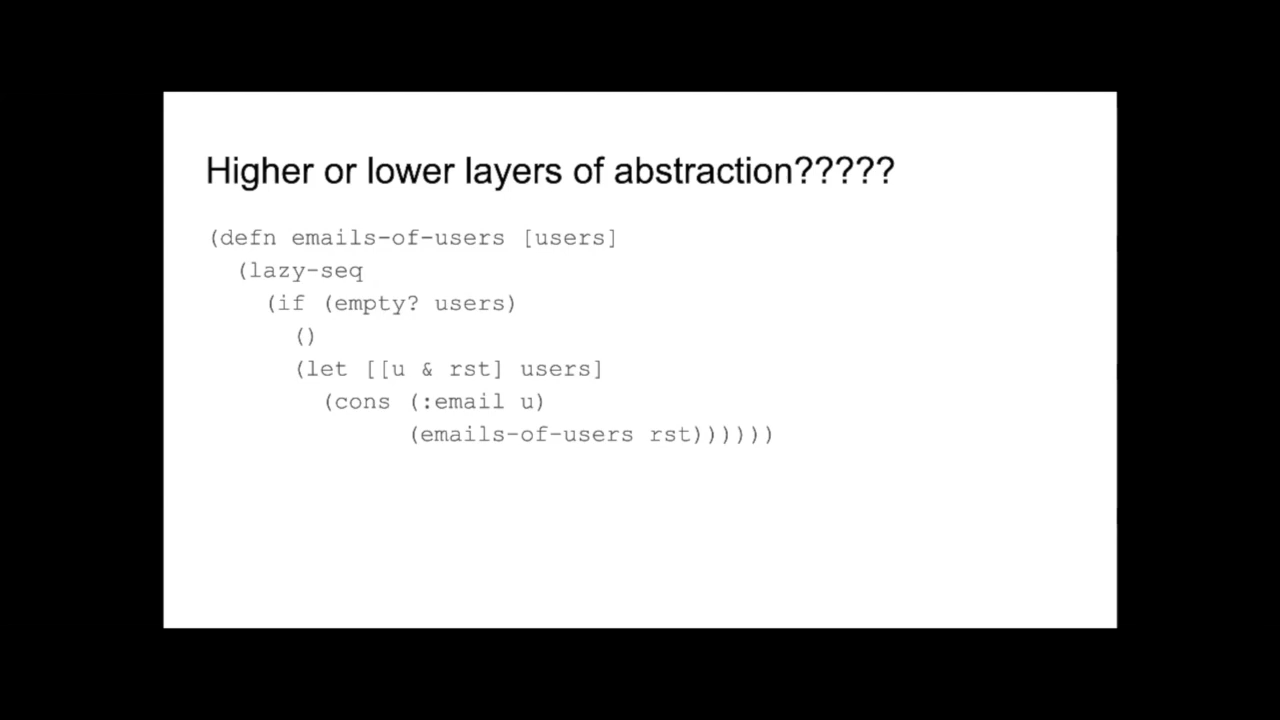 Higher or lower layers of abstraction?????
(defn emails-of-users [users]
  (lazy-seq
    (if (empty? users)
      ()
      (let [[u & rst] users]
        (cons (:email u)
              (emails-of-users rst))))))